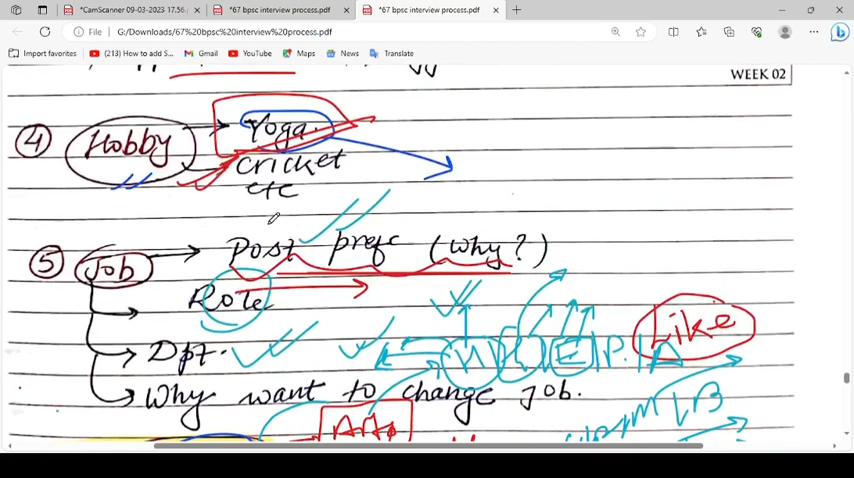 *CamScanner 09-03-2023 17.56.p
*67 bpsc interview process.pdf
*67 bpsc interview process.pdf
File
G:/Downloads/67%20bpsc%20interview%20process.pdf
Import favorites
(213) How to add S...
Gmail
YouTube
Maps
News
Translate
WEEK 02
④ Hobby → Yoga.
→ cricket
etc
⑤ Job → Post prefc (Why?)
→ Role
Like
→ Dpt.
→ Why want to change job.